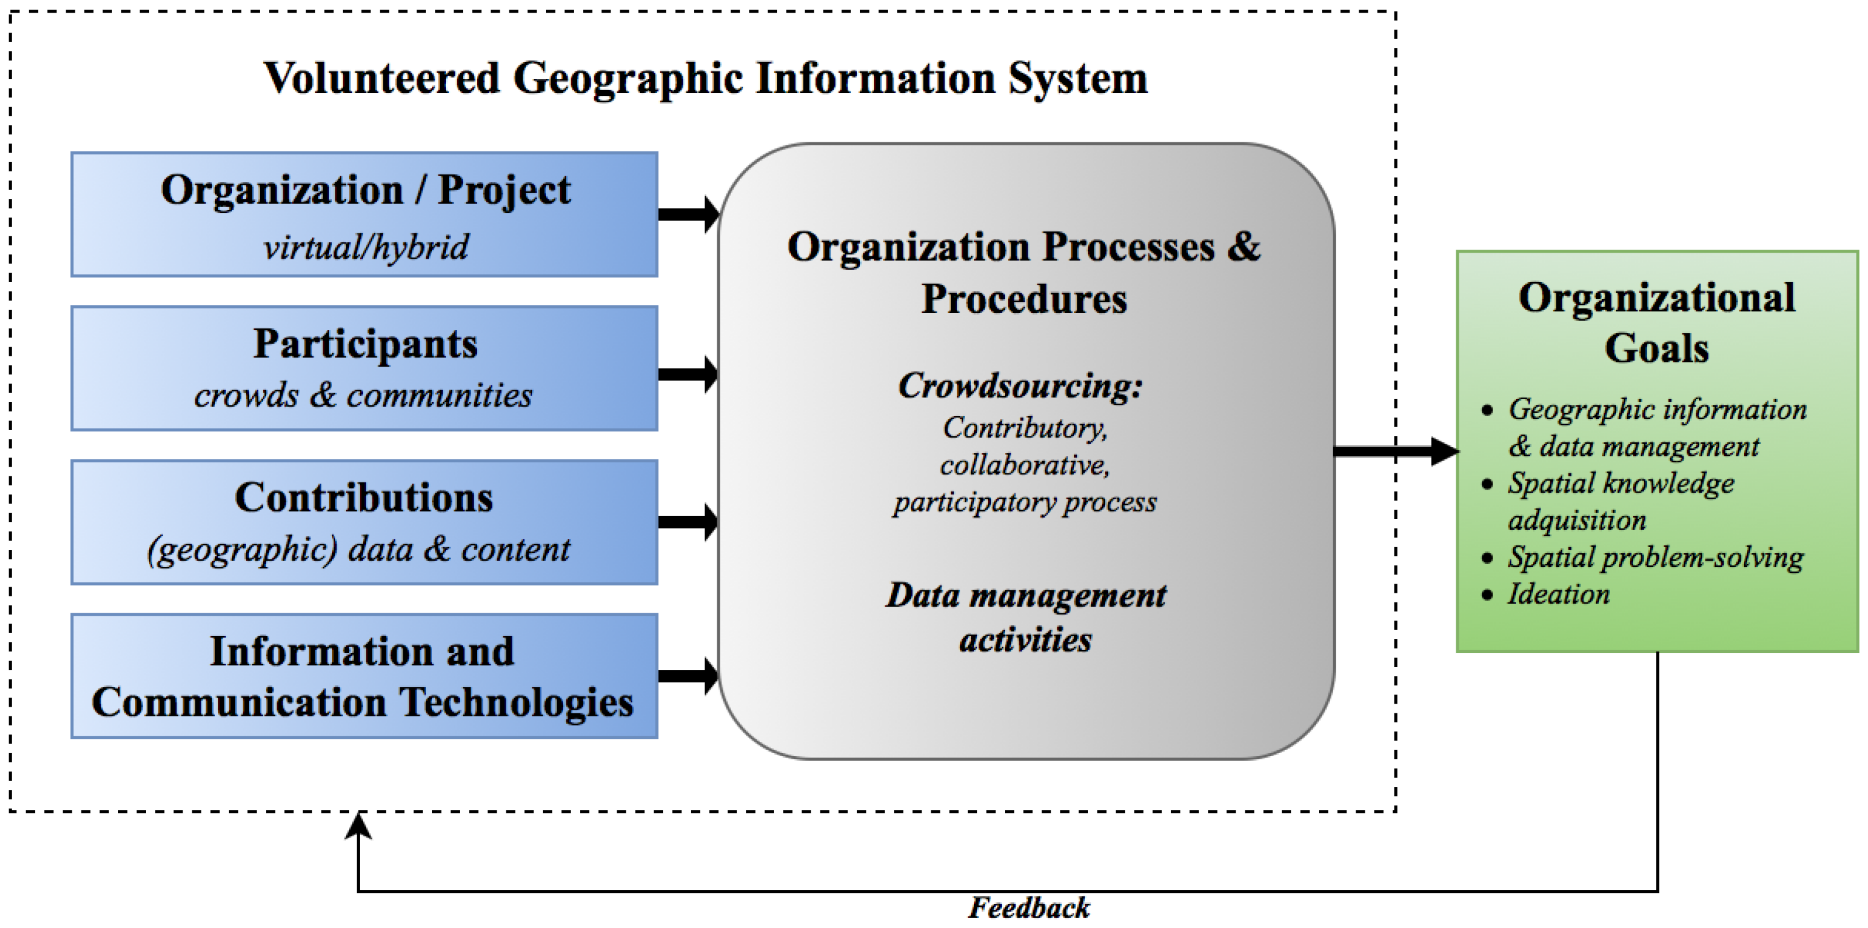 Volunteered Geographic Information System
Organization / Project
virtual/hybrid
Participants
crowds & communities
Contributions
(geographic) data & content
Information and
Communication Technologies
Organization Processes &
Procedures
Crowdsourcing:
Contributory,
collaborative,
participatory process
Data management
activities
Organizational
Goals
• Geographic information
& data management
• Spatial knowledge
adquisition
• Spatial problem-solving
• Ideation
Feedback